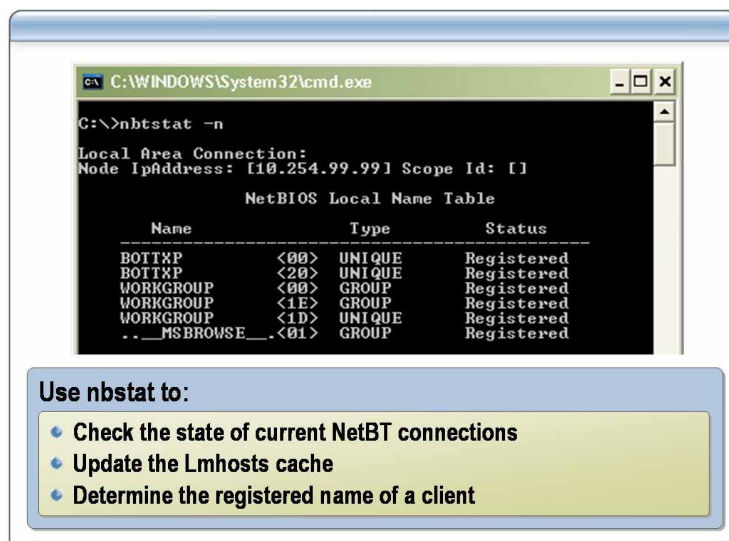 C:\WINDOWS\System32\cmd.exe
C:\>nbtstat -n
Local Area Connection:
Node IpAddress: [10.254.99.99] Scope Id: []
NetBIOS Local Name Table
Name Type Status
---------------------------------------------
BOTTXP <00> UNIQUE Registered
BOTTXP <20> UNIQUE Registered
WORKGROUP <00> GROUP Registered
WORKGROUP <1E> GROUP Registered
WORKGROUP <1D> UNIQUE Registered
..__MSBROWSE__.<01> GROUP Registered
Use nbstat to:
Check the state of current NetBT connections
Update the Lmhosts cache
Determine the registered name of a client